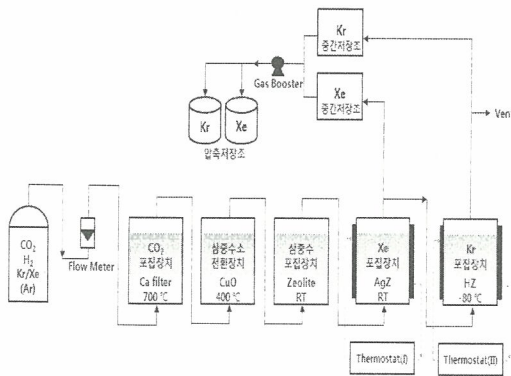 Kr
중간저장조
Gas Booster
Xe
중간저장조
Kr
Xe
압축저장조
Ven
CO₂
H₂
Kr/Xe
(Ar)
Flow Meter
CO₂
포집장치
Ca filter
700 ℃
삼중수소
전환장치
CuO
400 ℃
삼중수
포집장치
Zeolite
RT
Xe
포집장치
AgZ
RT
Kr
포집장치
HZ
-80 ℃
Thermostat(I)
Thermostat(II)